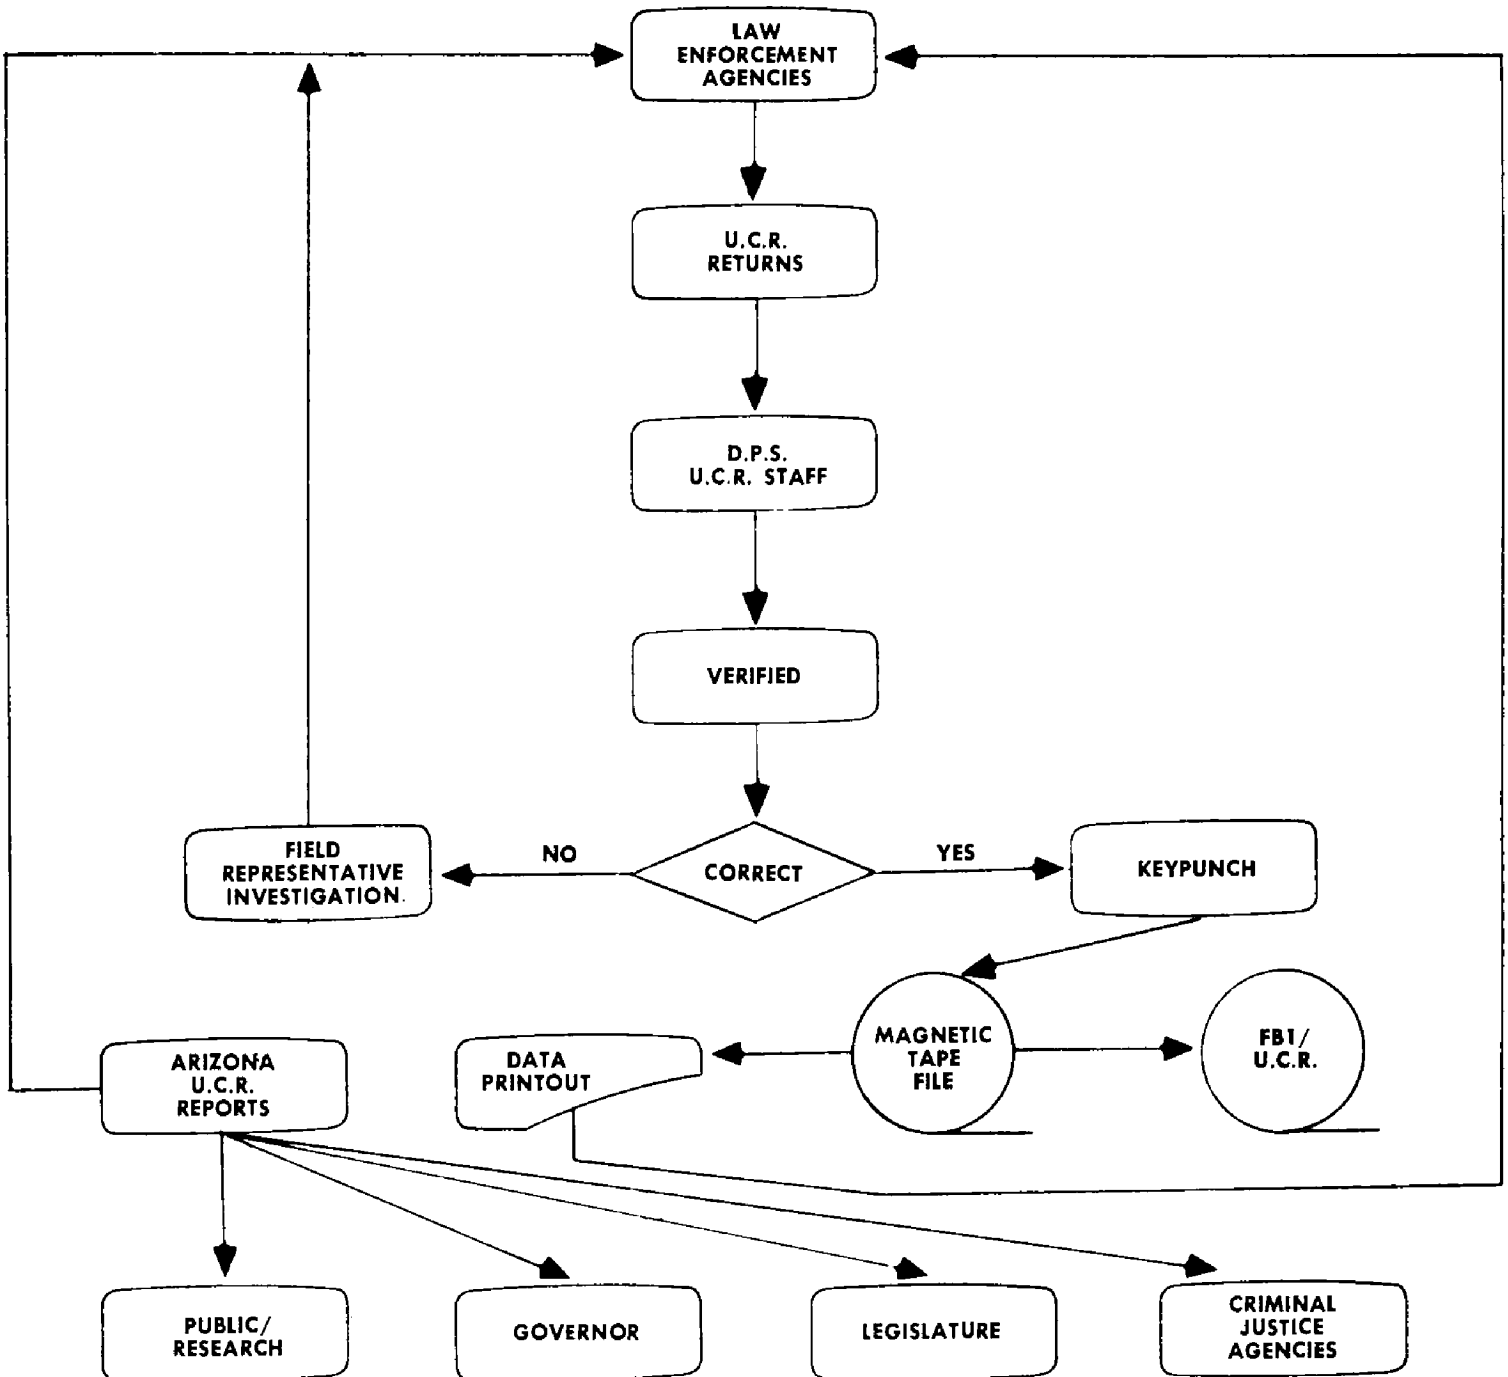 LAW
ENFORCEMENT
AGENCIES
U.C.R.
RETURNS
D.P.S.
U.C.R. STAFF
VERIFIED
FIELD
REPRESENTATIVE
INVESTIGATION.
NO
CORRECT
YES
KEYPUNCH
ARIZONA
U.C.R.
REPORTS
DATA
PRINTOUT
MAGNETIC
TAPE
FILE
FBI/
U.C.R.
PUBLIC/
RESEARCH
GOVERNOR
LEGISLATURE
CRIMINAL
JUSTICE
AGENCIES